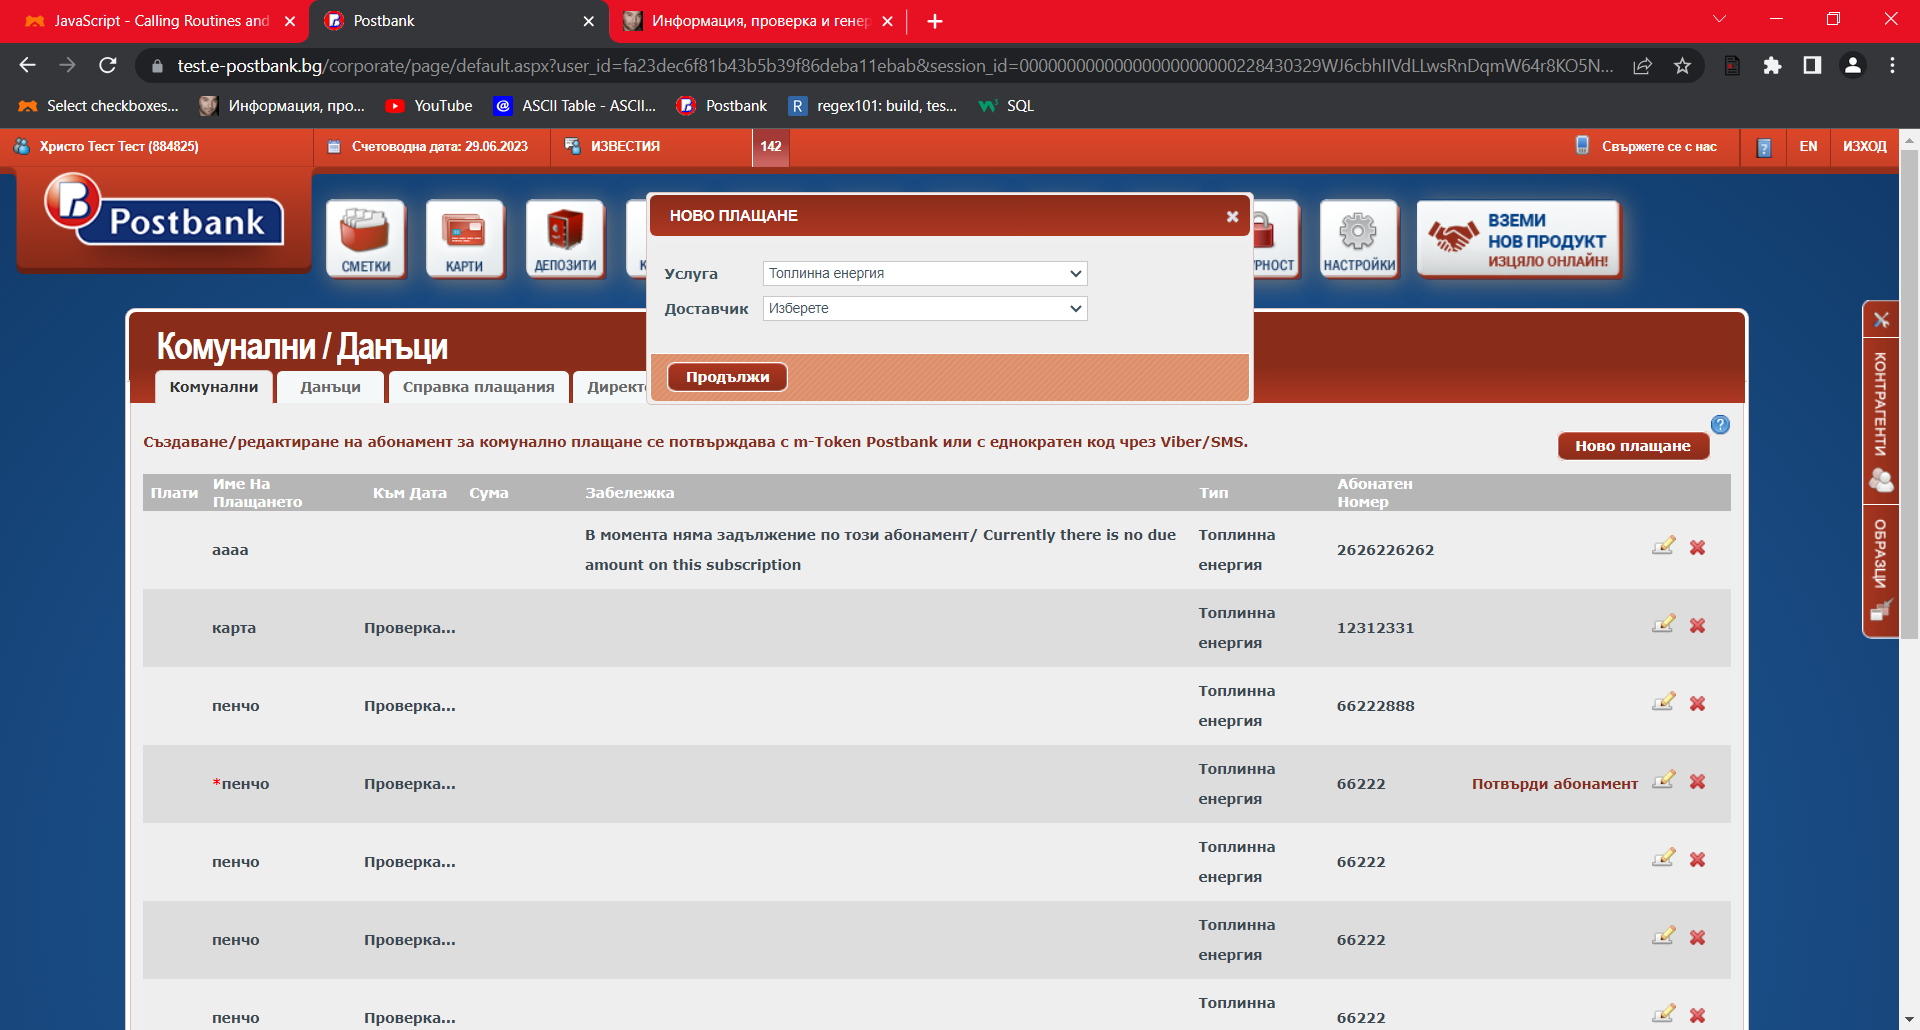 JavaScript - Calling Routines and
Postbank
Информация, проверка и генер
test.e-postbank.bg/corporate/page/default.aspx?user_id=fa23dec6f81b43b5b39f86deba11ebab&session_id=
Select checkboxes...
Информация, про...
YouTube
ASCII Table - ASCII...
Postbank
regex101: build, tes...
SQL
Христо Тест Тест (884825)
Счетоводна дата: 29.06.2023
ИЗВЕСТИЯ
142
Свържете се с нас
EN
ИЗХОД
Postbank
СМЕТКИ
КАРТИ
ДЕПОЗИТИ
НАСТРОЙКИ
ВЗЕМИ
НОВ ПРОДУКТ
ИЗЦЯЛО ОНЛАЙН!
НОВО ПЛАЩАНЕ
Услуга
Топлинна енергия
Доставчик
Изберете
Продължи
КОНТРАГЕНТИ
ОБРАЗЦИ
Комунални / Данъци
Комунални
Данъци
Справка плащания
Директ
Създаване/редактиране на абонамент за комунално плащане се потвърждава с m-Token Postbank или с еднократен код чрез Viber/SMS.
Ново плащане
Плати
Име На
Плащането
Към Дата
Сума
Забележка
Тип
Абонатен
Номер
аааа
В момента няма задължение по този абонамент/ Currently there is no due
amount on this subscription
Топлинна
енергия
2626226262
карта
Проверка...
Топлинна
енергия
12312331
пенчо
Проверка...
Топлинна
енергия
66222888
*пенчо
Проверка...
Топлинна
енергия
66222
Потвърди абонамент
пенчо
Проверка...
Топлинна
енергия
66222
пенчо
Проверка...
Топлинна
енергия
66222
пенчо
Проверка...
Топлинна
66222